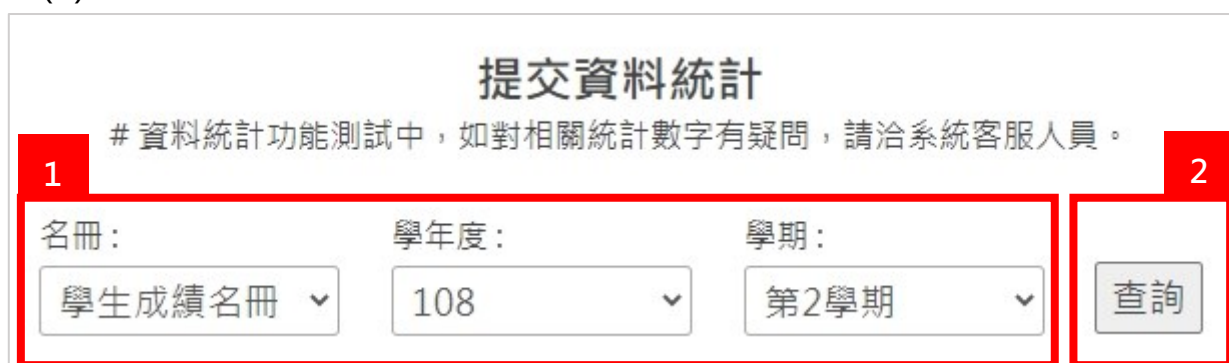 提交資料統計
# 資料統計功能測試中，如對相關統計數字有疑問，請洽系統客服人員。
1
2
名冊： 學年度： 學期：
學生成績名冊 108 第2學期 查詢